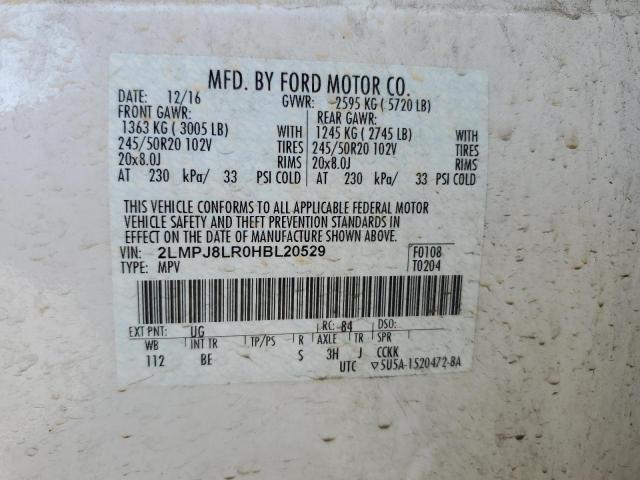 MFD. BY FORD MOTOR CO.
DATE: 12/16 GVWR: 2595 KG ( 5720 LB)
FRONT GAWR: REAR GAWR:
1363 KG ( 3005 LB) WITH 1245 KG ( 2745 LB) WITH
245/50R20 102V TIRES 245/50R20 102V TIRES
20x8.0J RIMS 20x8.0J RIMS
AT 230 kPa/ 33 PSI COLD AT 230 kPa/ 33 PSI COLD
THIS VEHICLE CONFORMS TO ALL APPLICABLE FEDERAL MOTOR
VEHICLE SAFETY AND THEFT PREVENTION STANDARDS IN
EFFECT ON THE DATE OF MANUFACTURE SHOWN ABOVE.
VIN: 2LMPJ8LR0HBL20529 F0108
TYPE: MPV T0204
EXT PNT: UG RC: 84 DSO:
WB INT TR TP/PS R AXLE TR SPR
112 BE S 3H J CCKK
UTC ▽5U5A-1520472-BA